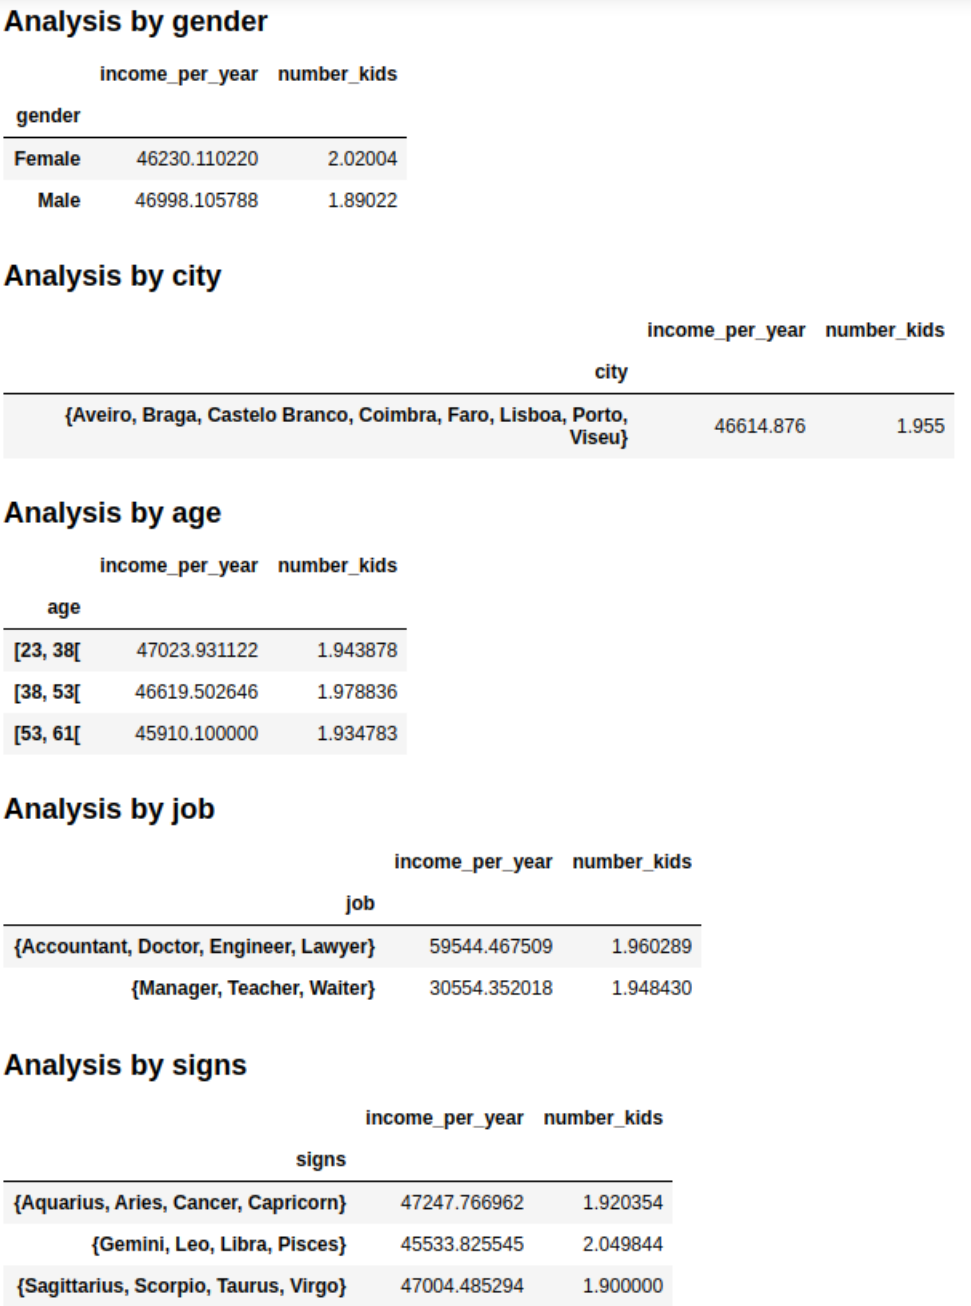 Analysis by gender
income_per_year number_kids
gender
Female 46230.110220 2.02004
Male 46998.105788 1.89022
Analysis by city
income_per_year number_kids
city
{Aveiro, Braga, Castelo Branco, Coimbra, Faro, Lisboa, Porto,
Viseu} 46614.876 1.955
Analysis by age
income_per_year number_kids
age
[23, 38[ 47023.931122 1.943878
[38, 53[ 46619.502646 1.978836
[53, 61[ 45910.100000 1.934783
Analysis by job
income_per_year number_kids
job
{Accountant, Doctor, Engineer, Lawyer} 59544.467509 1.960289
{Manager, Teacher, Waiter} 30554.352018 1.948430
Analysis by signs
income_per_year number_kids
signs
{Aquarius, Aries, Cancer, Capricorn} 47247.766962 1.920354
{Gemini, Leo, Libra, Pisces} 45533.825545 2.049844
{Sagittarius, Scorpio, Taurus, Virgo} 47004.485294 1.900000